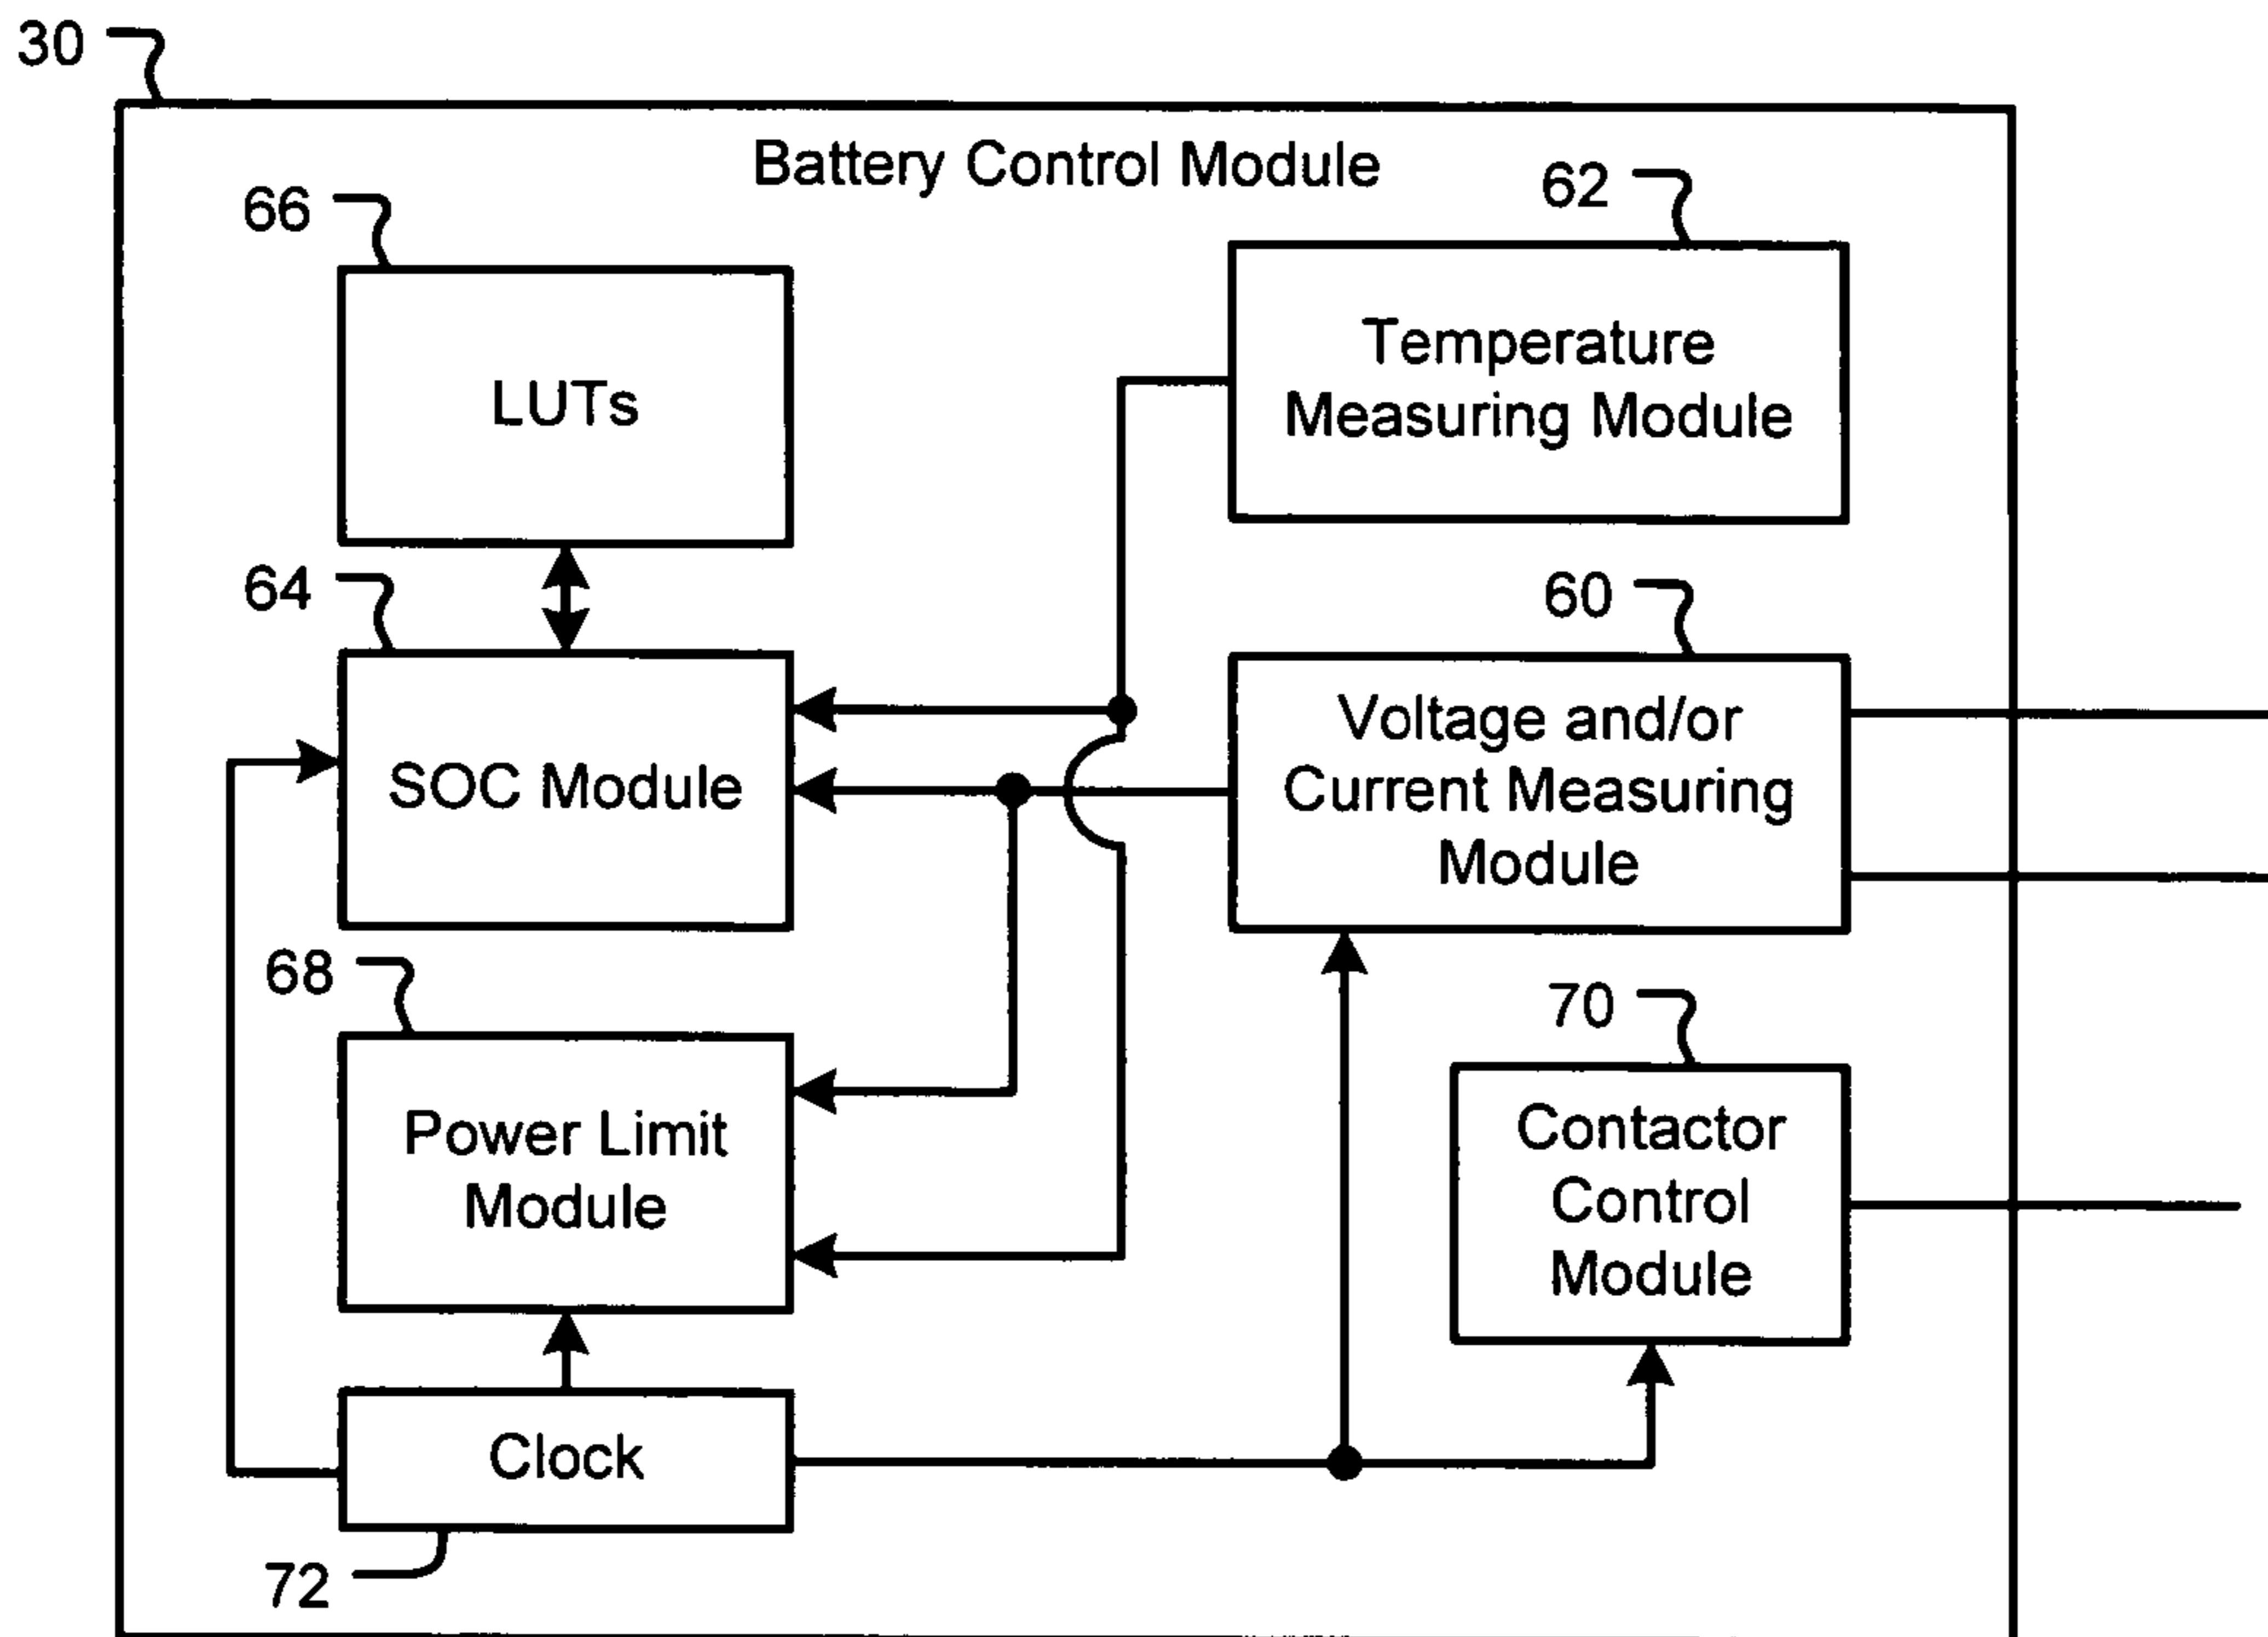 30
Battery Control Module
66
62
LUTs
Temperature
Measuring Module
64
60
SOC Module
Voltage and/or
Current Measuring
Module
68
70
Power Limit
Module
Contactor
Control
Module
Clock
72